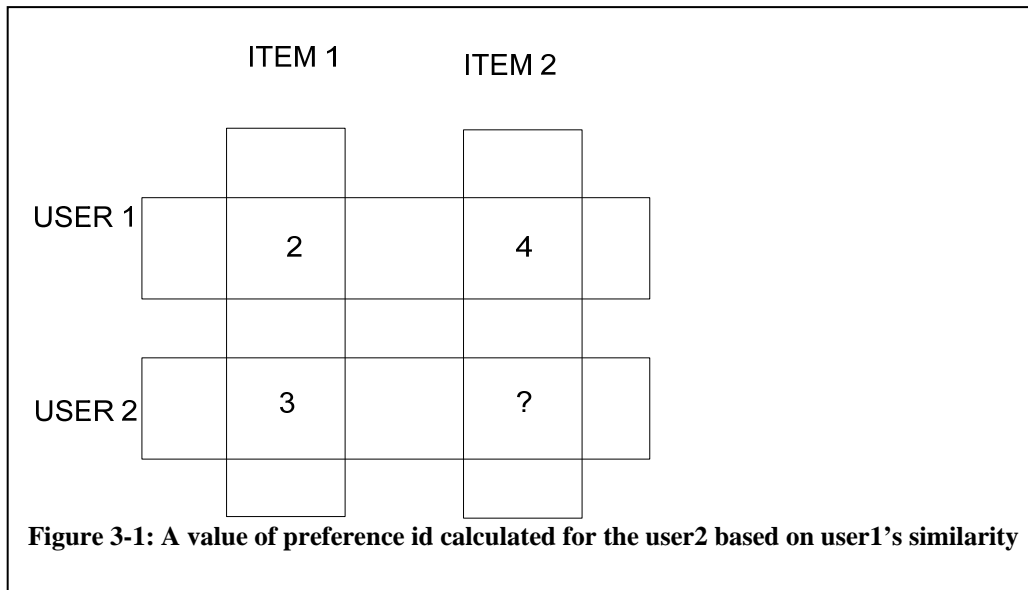 ITEM 1 ITEM 2
USER 1 2 4
USER 2 3 ?
Figure 3-1: A value of preference id calculated for the user2 based on user1’s similarity